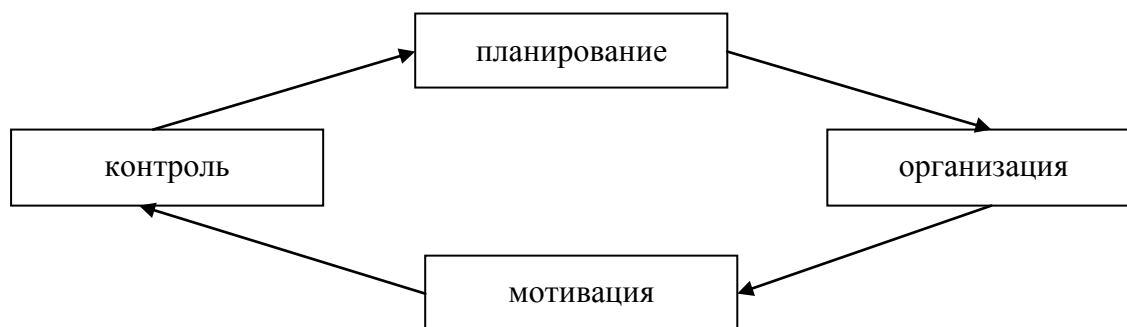 планирование
контроль
организация
мотивация